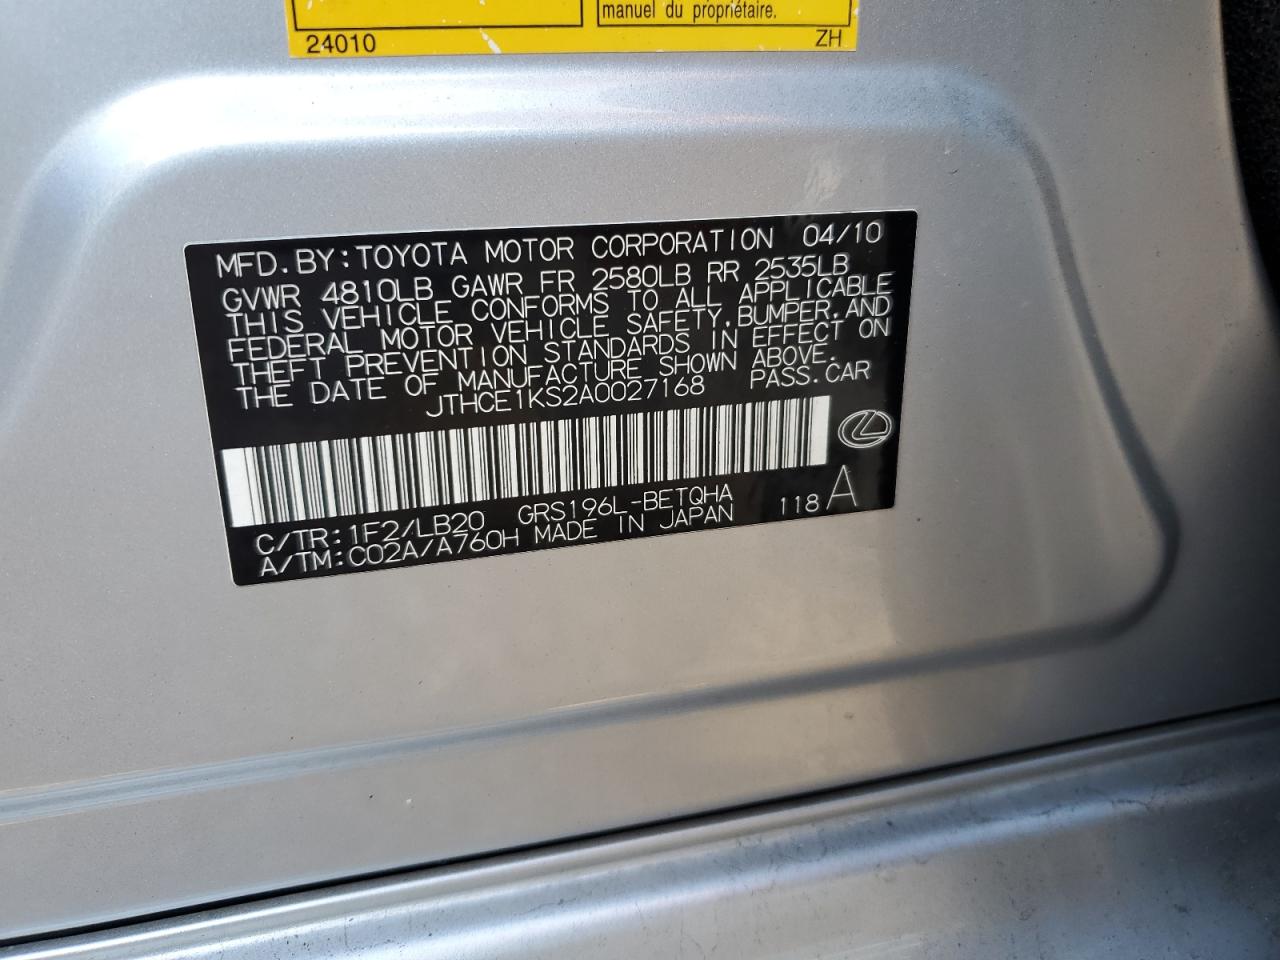 manuel du propriétaire.
24010 ZH
MFD.BY:TOYOTA MOTOR CORPORATION 04/10
GVWR 4810LB GAWR FR 2580LB RR 2535LB
THIS VEHICLE CONFORMS TO ALL APPLICABLE
FEDERAL MOTOR VEHICLE SAFETY,BUMPER,AND
THEFT PREVENTION STANDARDS IN EFFECT ON
THE DATE OF MANUFACTURE SHOWN ABOVE.
JTHCE1KS2A0027168 PASS.CAR
C/TR:1F2/LB20 GRS196L-BETQHA 118A
A/TM:C02A/A760H MADE IN JAPAN